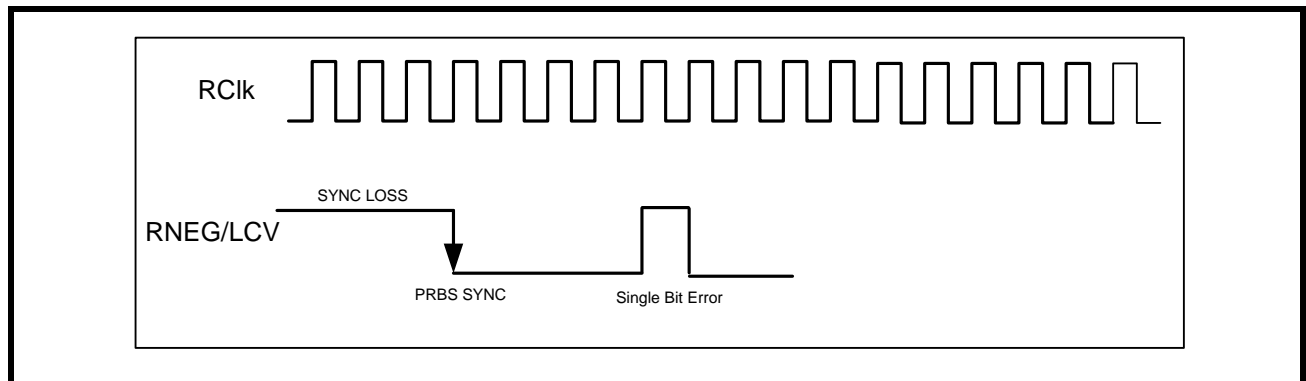 RClk
SYNC LOSS
RNEG/LCV
PRBS SYNC
Single Bit Error